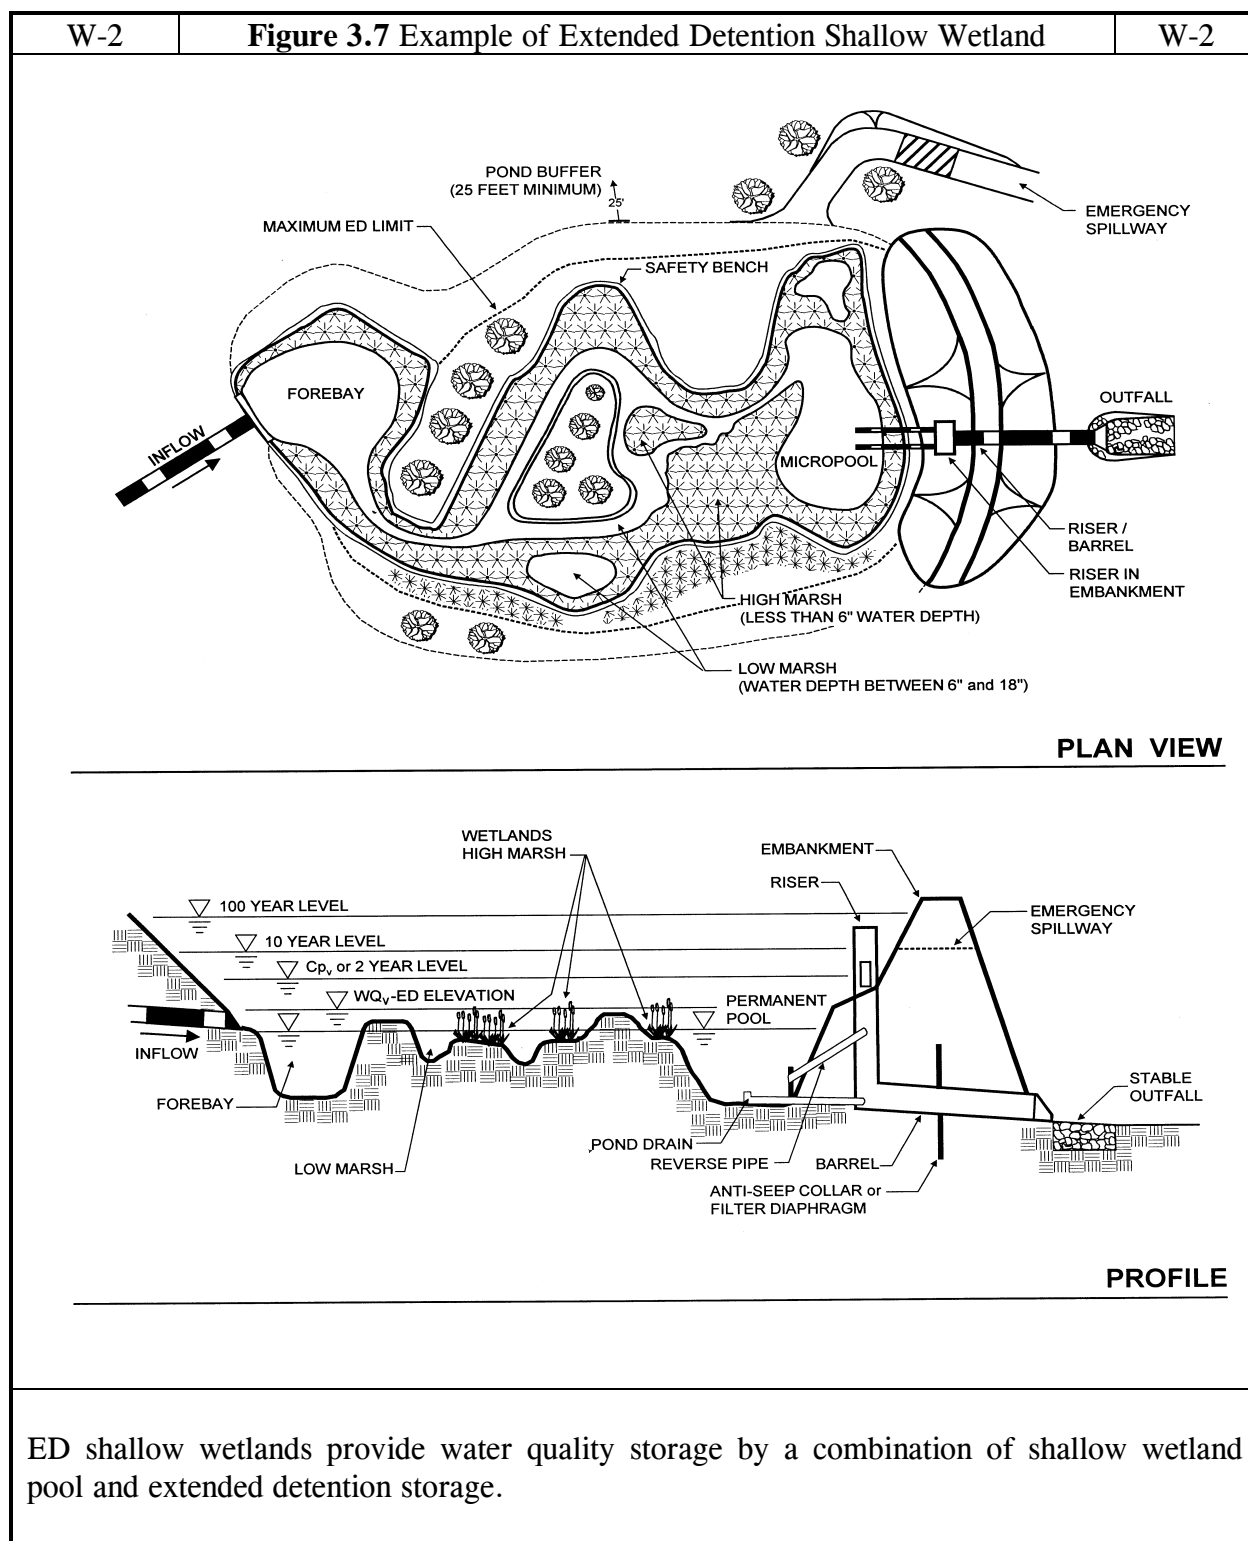 W-2
Figure 3.7 Example of Extended Detention Shallow Wetland
W-2
POND BUFFER
(25 FEET MINIMUM)
25'
MAXIMUM ED LIMIT
EMERGENCY
SPILLWAY
SAFETY BENCH
FOREBAY
OUTFALL
INFLOW
MICROPOOL
RISER /
BARREL
RISER IN
EMBANKMENT
HIGH MARSH
(LESS THAN 6" WATER DEPTH)
LOW MARSH
(WATER DEPTH BETWEEN 6" and 18")
PLAN VIEW
WETLANDS
HIGH MARSH
EMBANKMENT
RISER
100 YEAR LEVEL
EMERGENCY
SPILLWAY
10 YEAR LEVEL
Cpv or 2 YEAR LEVEL
WQv-ED ELEVATION
PERMANENT
POOL
INFLOW
FOREBAY
STABLE
OUTFALL
POND DRAIN
LOW MARSH
REVERSE PIPE
BARREL
ANTI-SEEP COLLAR or
FILTER DIAPHRAGM
PROFILE
ED shallow wetlands provide water quality storage by a combination of shallow wetland
pool and extended detention storage.